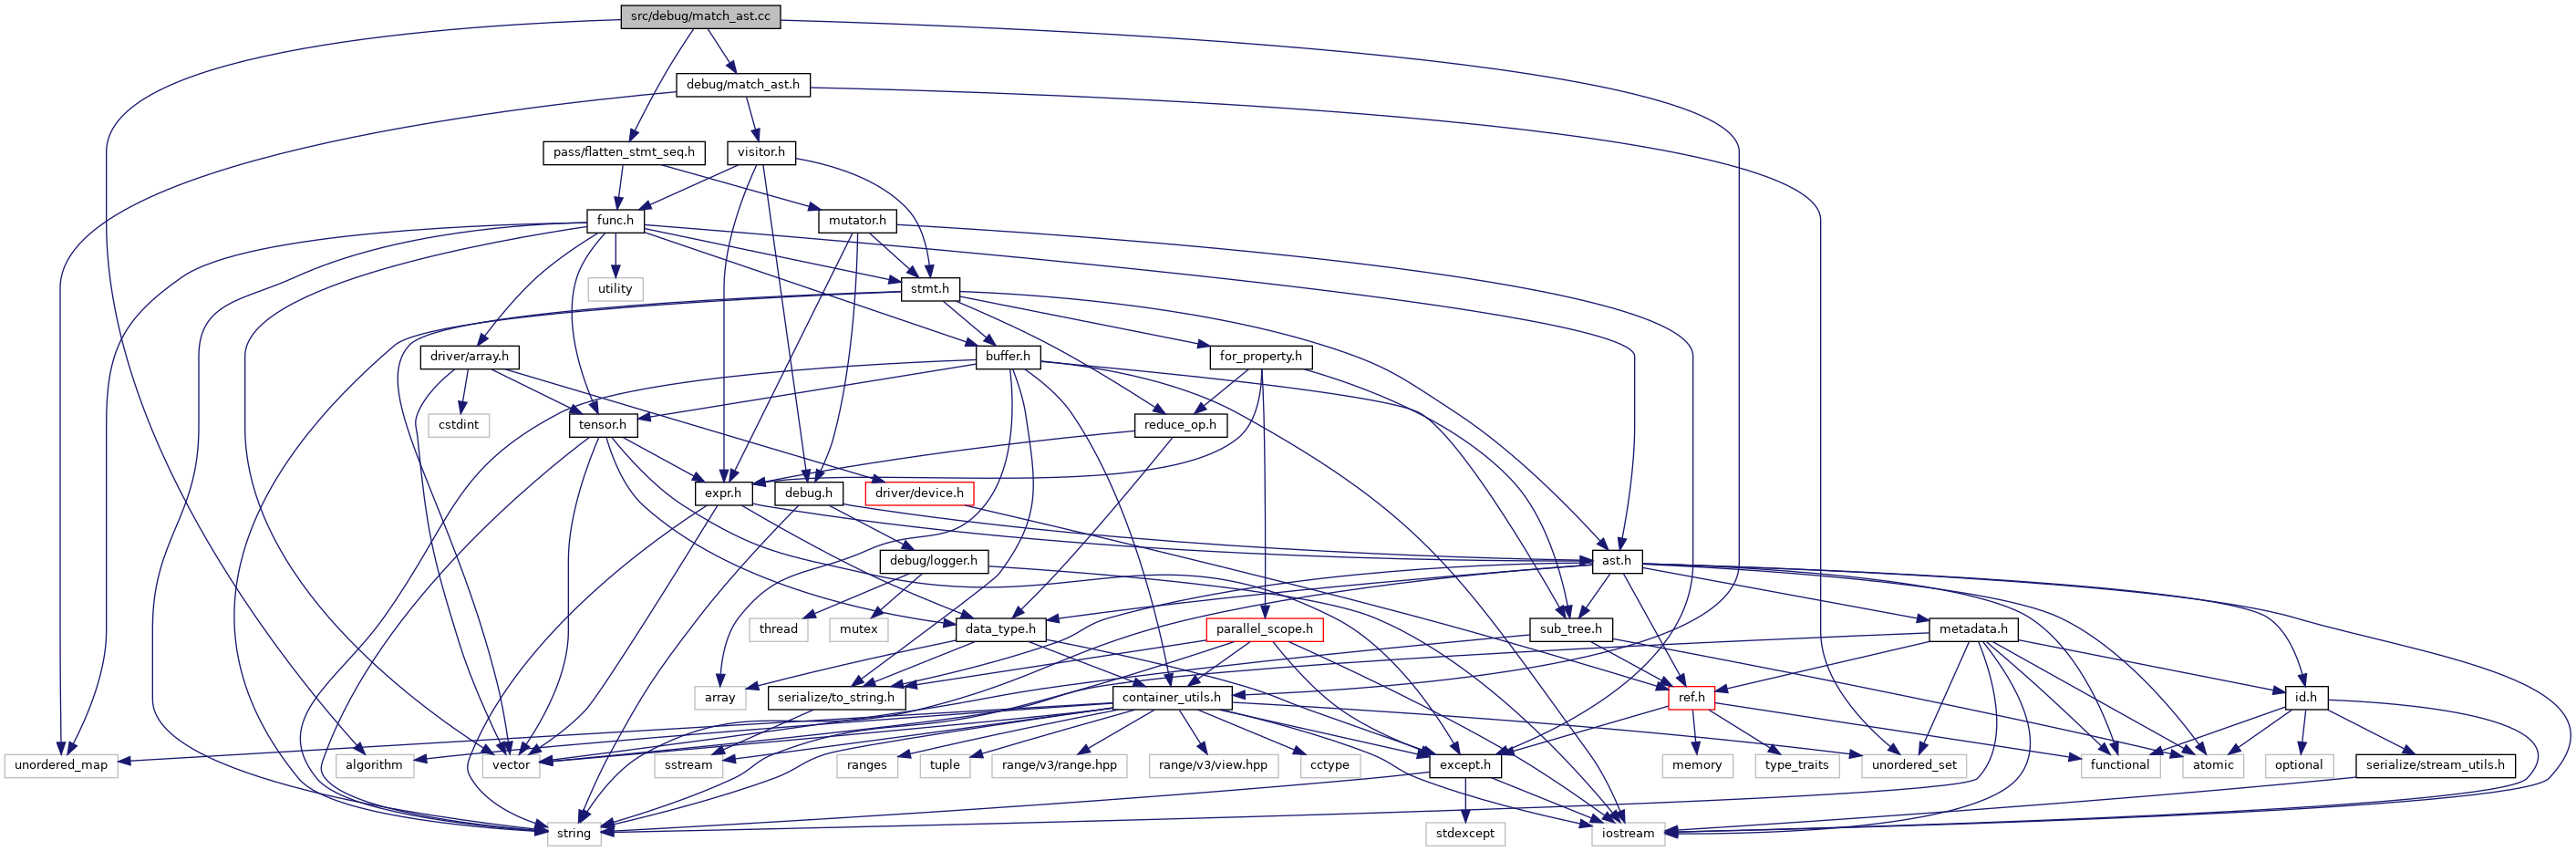 src/debug/match_ast.cc
debug/match_ast.h
pass/flatten_stmt_seq.h
visitor.h
func.h
mutator.h
utility
stmt.h
driver/array.h
buffer.h
for_property.h
cstdint
tensor.h
reduce_op.h
expr.h
debug.h
driver/device.h
debug/logger.h
ast.h
thread
mutex
data_type.h
parallel_scope.h
sub_tree.h
metadata.h
array
serialize/to_string.h
container_utils.h
ref.h
id.h
unordered_map
algorithm
vector
sstream
ranges
tuple
range/v3/range.hpp
range/v3/view.hpp
cctype
except.h
memory
type_traits
unordered_set
functional
atomic
optional
serialize/stream_utils.h
string
stdexcept
iostream